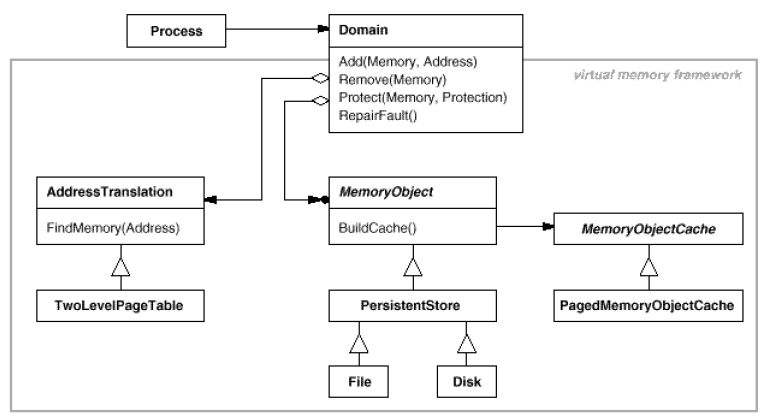 Process
Domain
Add(Memory, Address)
Remove(Memory)
Protect(Memory, Protection)
RepairFault()
virtual memory framework
AddressTranslation
FindMemory(Address)
MemoryObject
BuildCache()
MemoryObjectCache
TwoLevelPageTable
PersistentStore
PagedMemoryObjectCache
File
Disk